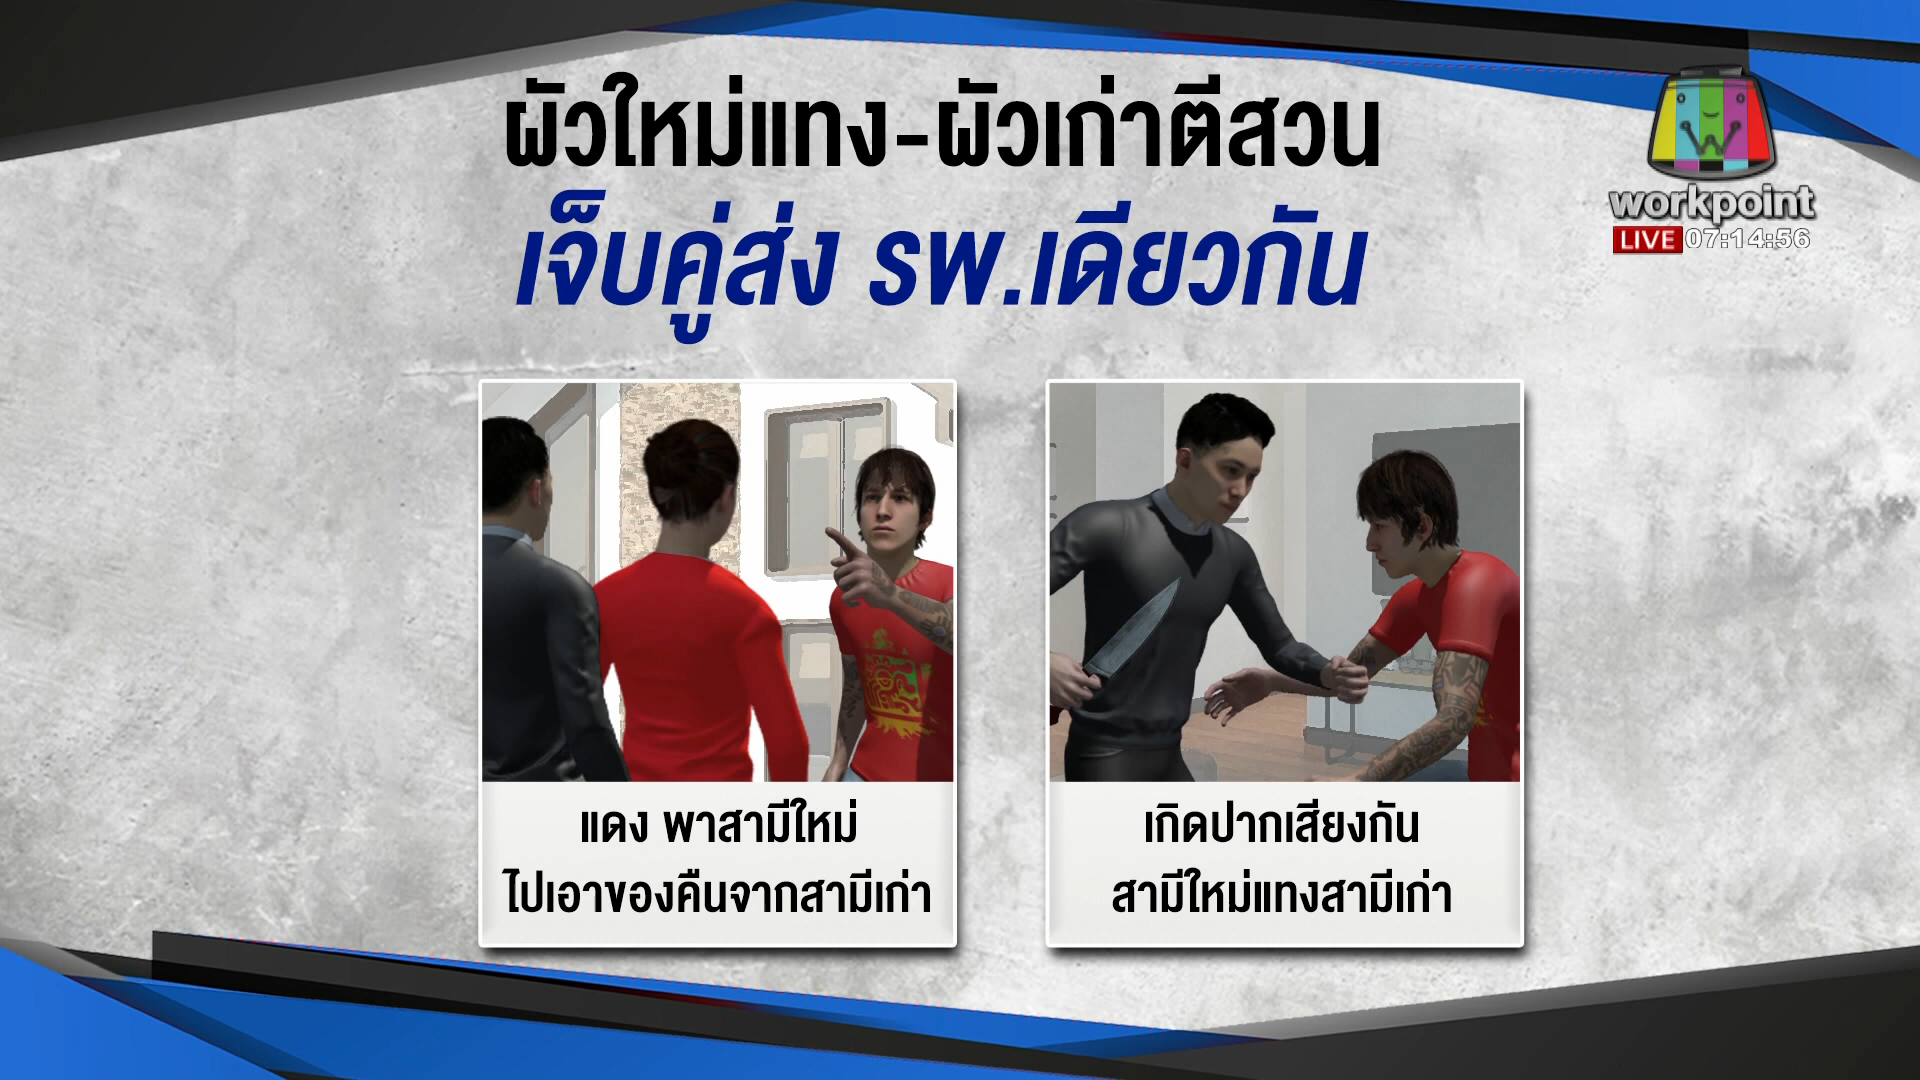 ผัวใหม่แทง-ผัวเก่าตีสวน
เจ็บคู่ส่ง รพ.เดียวกัน
workpoint
LIVE 07:14:56
แดง พาสามีใหม่
ไปเอาของคืนจากสามีเก่า
เกิดปากเสียงกัน
สามีใหม่แทงสามีเก่า